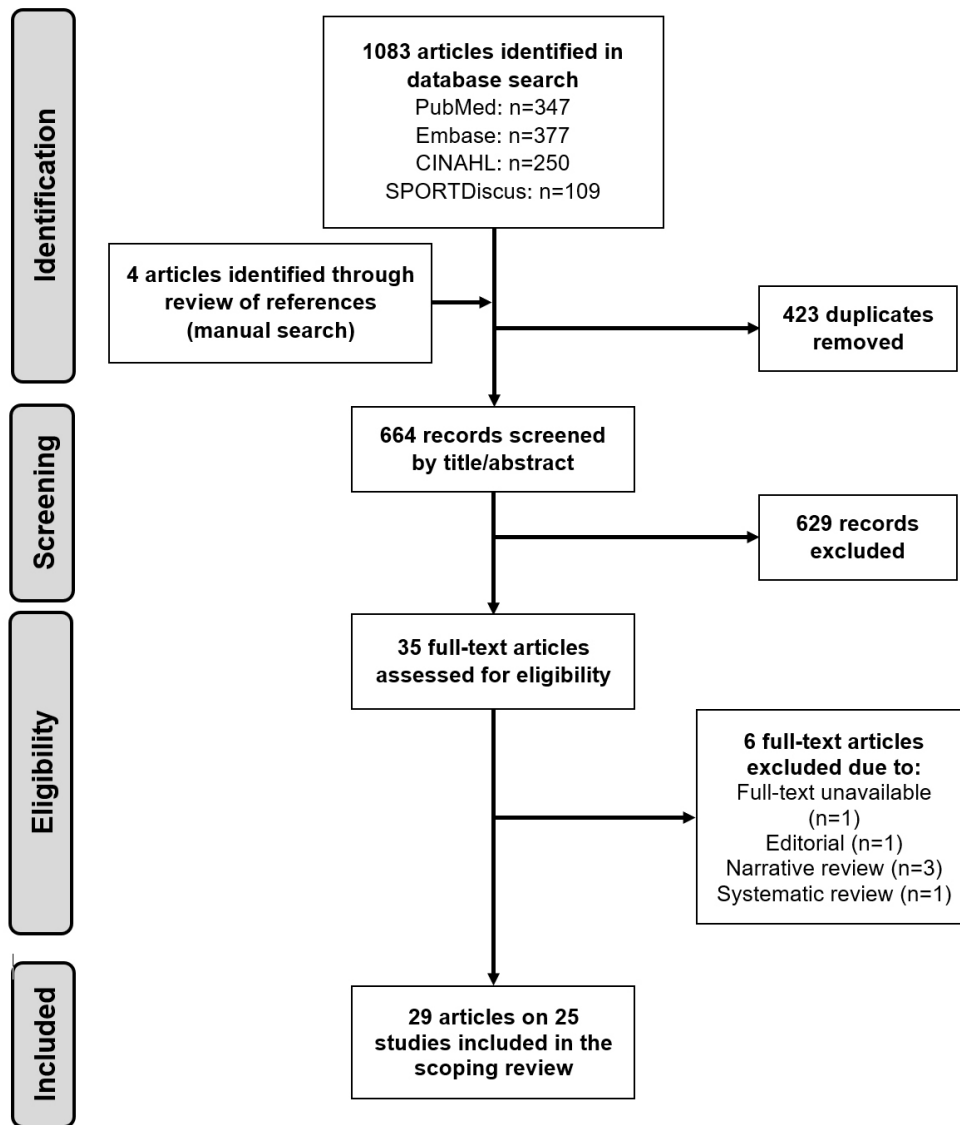 Identification
1083 articles identified in
database search
PubMed: n=347
Embase: n=377
CINAHL: n=250
SPORTDiscus: n=109
4 articles identified through
review of references
(manual search)
423 duplicates
removed
Screening
664 records screened
by title/abstract
629 records
excluded
Eligibility
35 full-text articles
assessed for eligibility
6 full-text articles
excluded due to:
Full-text unavailable
(n=1)
Editorial (n=1)
Narrative review (n=3)
Systematic review (n=1)
Included
29 articles on 25
studies included in the
scoping review